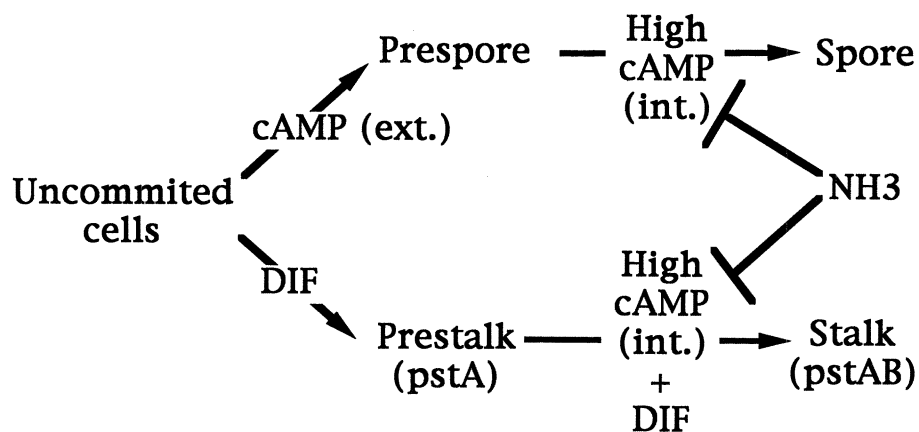 Prespore
High
cAMP
(int.)
Spore
cAMP (ext.)
Uncommited
cells
NH3
DIF
Prestalk
(pstA)
High
cAMP
(int.)
+
DIF
Stalk
(pstAB)